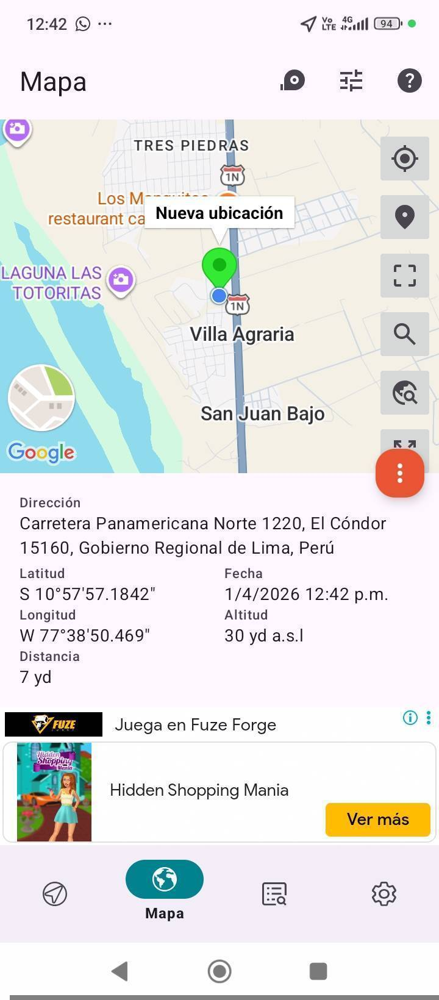 12:42
Vo
LTE
4G
94
Mapa
TRES PIEDRAS
1N
Los
restaurant ca
Nueva ubicación
LAGUNA LAS
TOTORITAS
1N
Villa Agraria
San Juan Bajo
Google
Dirección
Carretera Panamericana Norte 1220, El Cóndor
15160, Gobierno Regional de Lima, Perú
Latitud
S 10°57'57.1842"
Fecha
1/4/2026 12:42 p.m.
Longitud
W 77°38'50.469"
Altitud
30 yd a.s.l
Distancia
7 yd
FUZE
FORGE
Juega en Fuze Forge
Hidden
Shopping
Mania
Hidden Shopping Mania
Ver más
Mapa